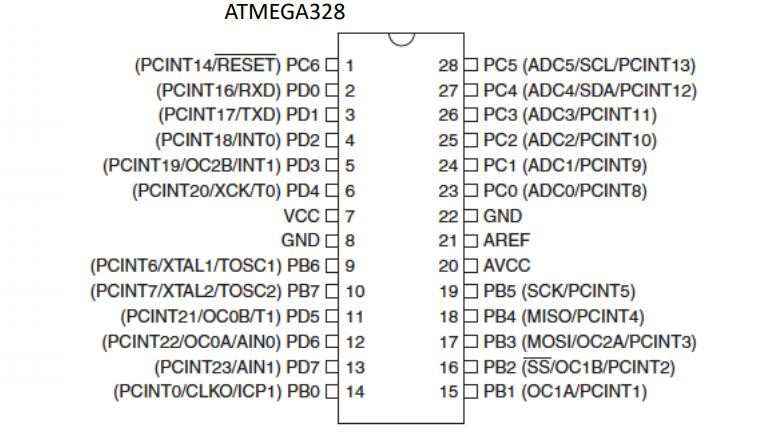 ATMEGA328
(PCINT14/RESET) PC6 1 28 PC5 (ADC5/SCL/PCINT13)
(PCINT16/RXD) PD0 2 27 PC4 (ADC4/SDA/PCINT12)
(PCINT17/TXD) PD1 3 26 PC3 (ADC3/PCINT11)
(PCINT18/INT0) PD2 4 25 PC2 (ADC2/PCINT10)
(PCINT19/OC2B/INT1) PD3 5 24 PC1 (ADC1/PCINT9)
(PCINT20/XCK/T0) PD4 6 23 PC0 (ADC0/PCINT8)
VCC 7 22 GND
GND 8 21 AREF
(PCINT6/XTAL1/TOSC1) PB6 9 20 AVCC
(PCINT7/XTAL2/TOSC2) PB7 10 19 PB5 (SCK/PCINT5)
(PCINT21/OC0B/T1) PD5 11 18 PB4 (MISO/PCINT4)
(PCINT22/OC0A/AIN0) PD6 12 17 PB3 (MOSI/OC2A/PCINT3)
(PCINT23/AIN1) PD7 13 16 PB2 (SS/OC1B/PCINT2)
(PCINT0/CLKO/ICP1) PB0 14 15 PB1 (OC1A/PCINT1)